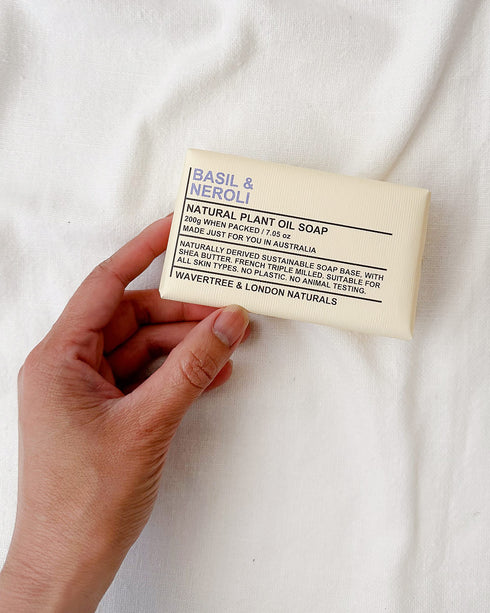 BASIL &
NEROLI
NATURAL PLANT OIL SOAP
200g WHEN PACKED / 7.05 oz
MADE JUST FOR YOU IN AUSTRALIA
NATURALLY DERIVED SUSTAINABLE SOAP BASE, WITH
SHEA BUTTER. FRENCH TRIPLE MILLED. SUITABLE FOR
ALL SKIN TYPES. NO PLASTIC. NO ANIMAL TESTING.
WAVERTREE & LONDON NATURALS